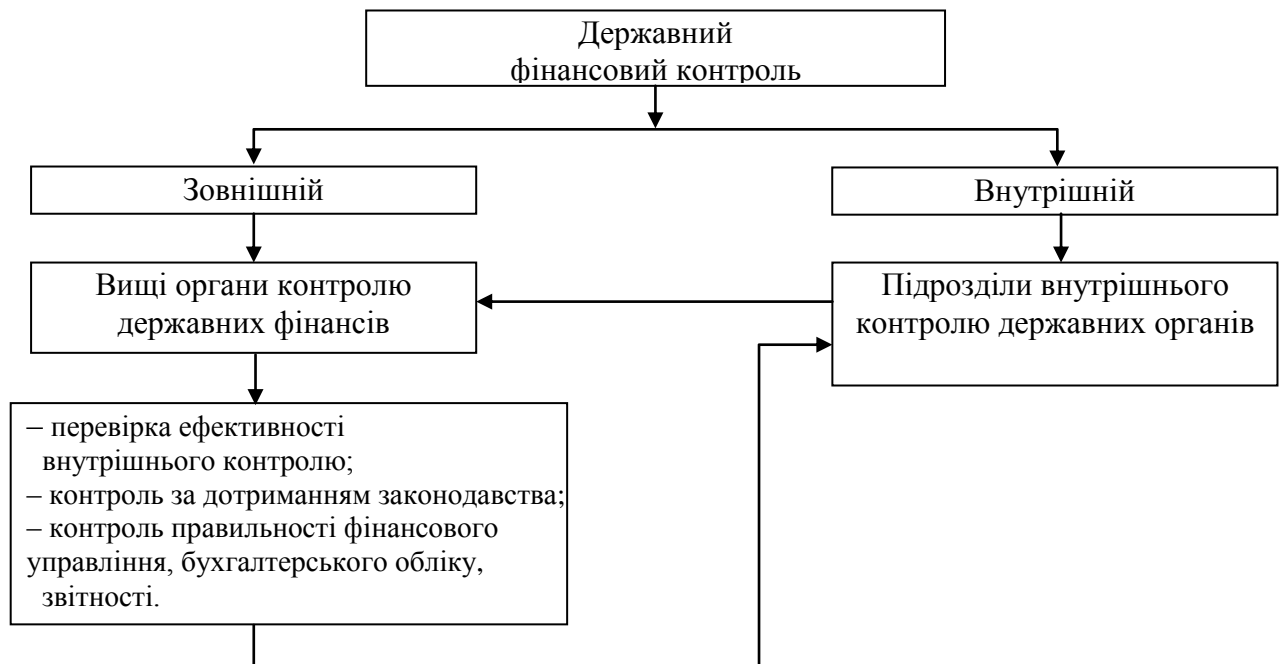 Державний
фінансовий контроль
Зовнішній
Внутрішній
Вищі органи контролю
державних фінансів
Підрозділи внутрішнього
контролю державних органів
– перевірка ефективності
внутрішнього контролю;
– контроль за дотриманням законодавства;
– контроль правильності фінансового
управління, бухгалтерського обліку,
звітності.